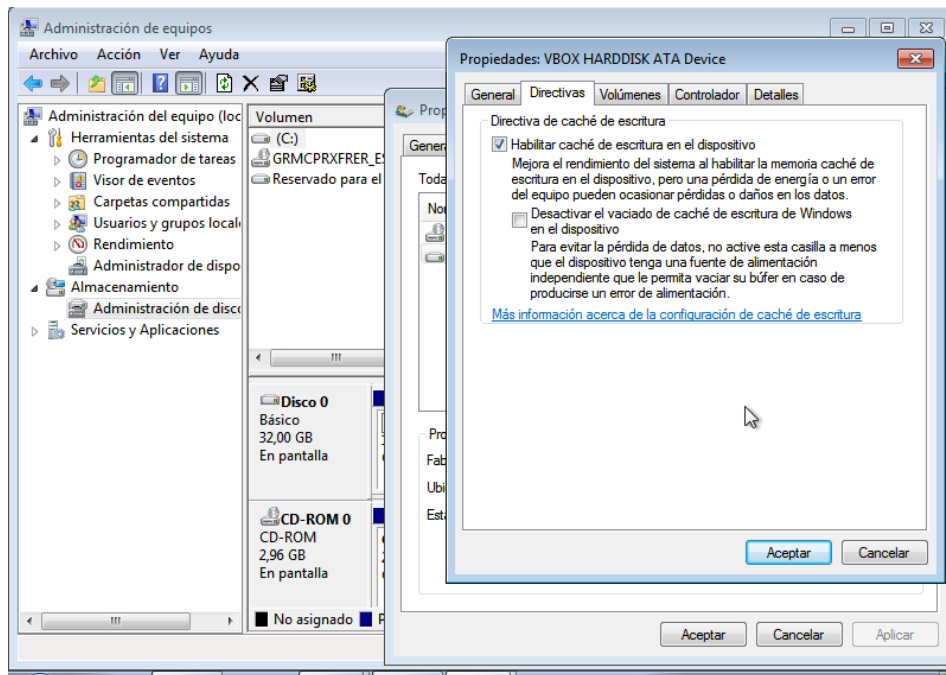 Administración de equipos
Archivo Acción Ver Ayuda
Administración del equipo (loc
Herramientas del sistema
Programador de tareas
Visor de eventos
Carpetas compartidas
Usuarios y grupos local
Rendimiento
Administrador de dispo
Almacenamiento
Administración de disc
Servicios y Aplicaciones
Volumen
(C:)
GRMCPRXFRER_E
Reservado para el
Disco 0
Básico
32,00 GB
En pantalla
CD-ROM 0
CD-ROM
2,96 GB
En pantalla
No asignado P
Prop
Genera
Toda
No
Pro
Fab
Ubi
Esta
Aceptar Cancelar Aplicar
Propiedades: VBOX HARDDISK ATA Device
General Directivas Volúmenes Controlador Detalles
Directiva de caché de escritura
Habilitar caché de escritura en el dispositivo
Mejora el rendimiento del sistema al habilitar la memoria caché de
escritura en el dispositivo, pero una pérdida de energía o un error
del equipo pueden ocasionar pérdidas o daños en los datos.
Desactivar el vaciado de caché de escritura de Windows
en el dispositivo
Para evitar la pérdida de datos, no active esta casilla a menos
que el dispositivo tenga una fuente de alimentación
independiente que le permita vaciar su búfer en caso de
producirse un error de alimentación.
Más información acerca de la configuración de caché de escritura
Aceptar Cancelar